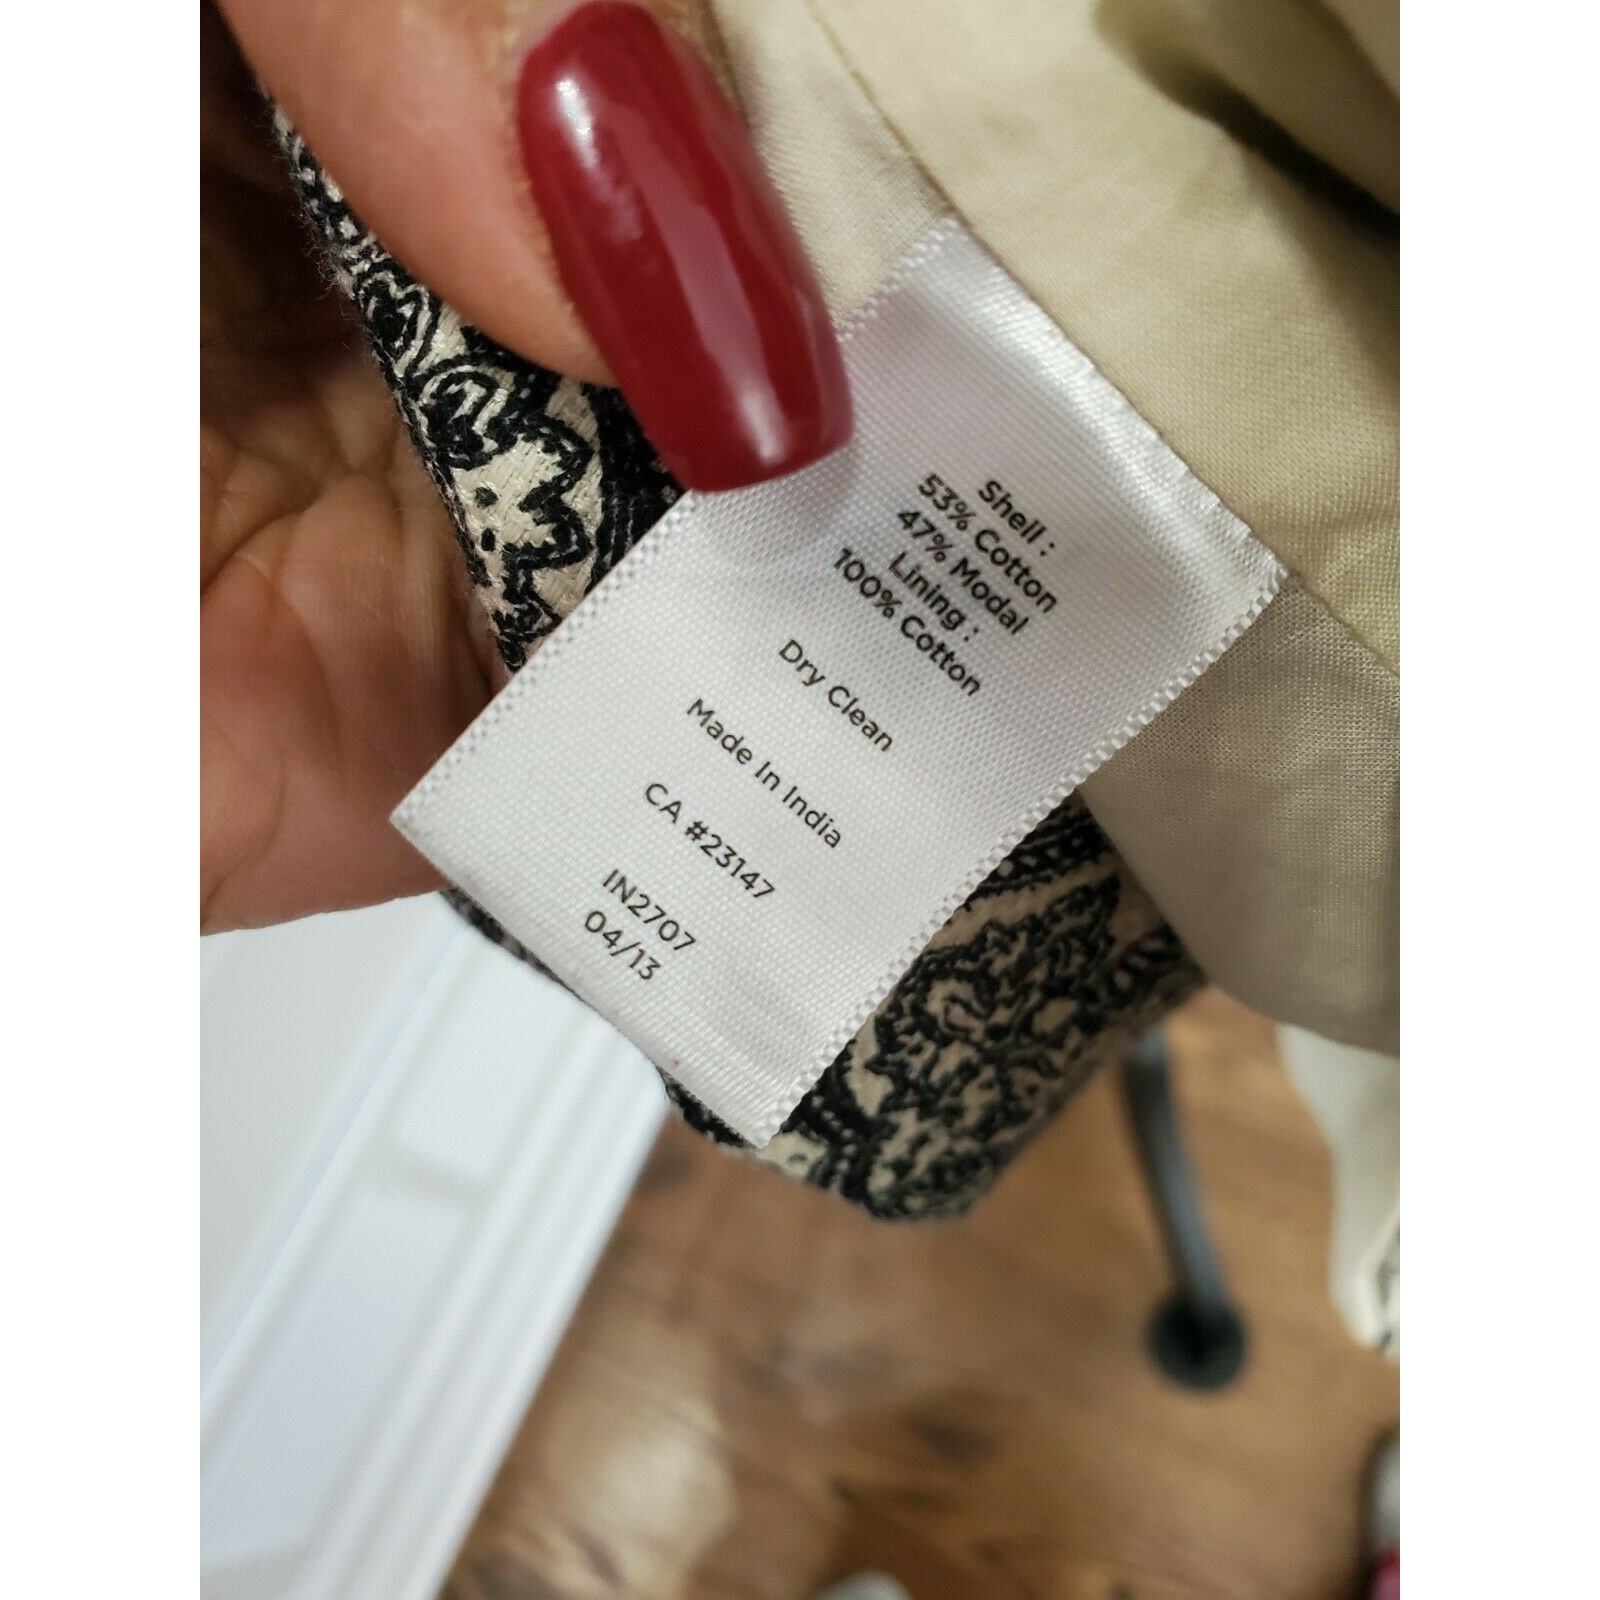 Shell :
53% Cotton
47% Modal
Lining :
100% Cotton
Dry Clean
Made In India
CA #23147
IN2707
04/13